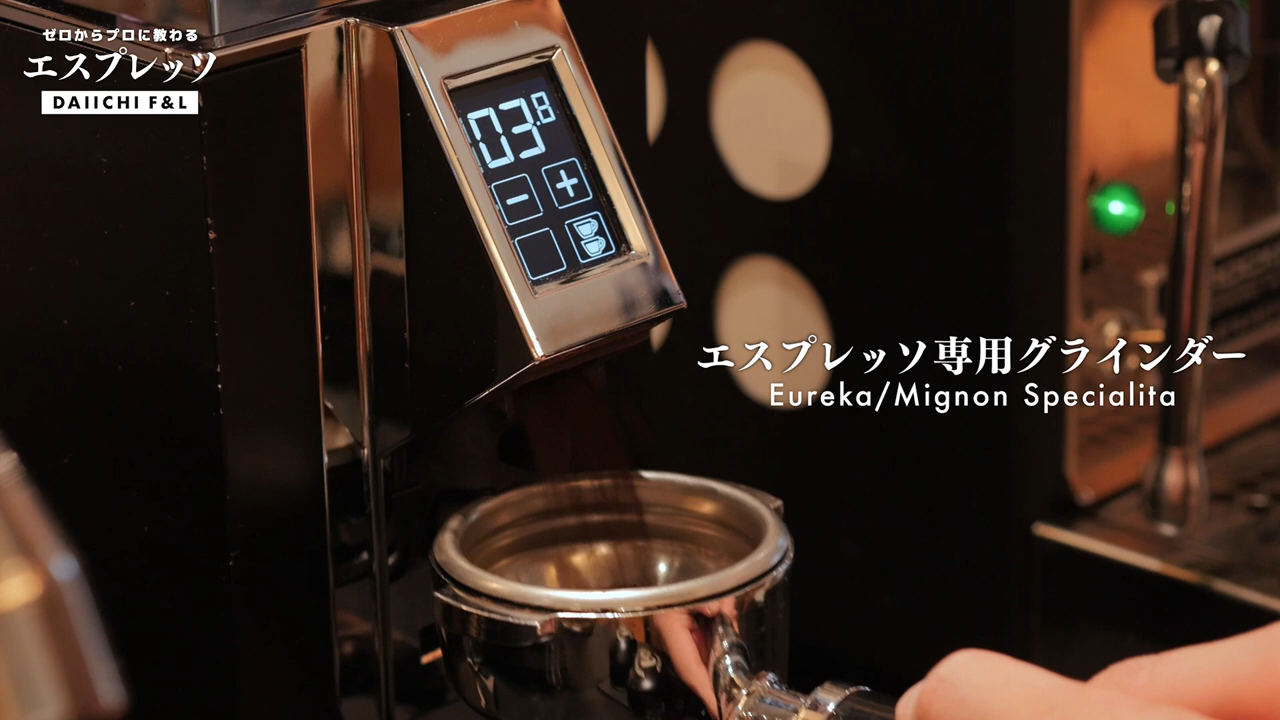 ゼロからプロに教わる
エスプレッソ
DAIICHI F&L
03.8
− +
エスプレッソ専用グラインダー
Eureka/Mignon Specialita